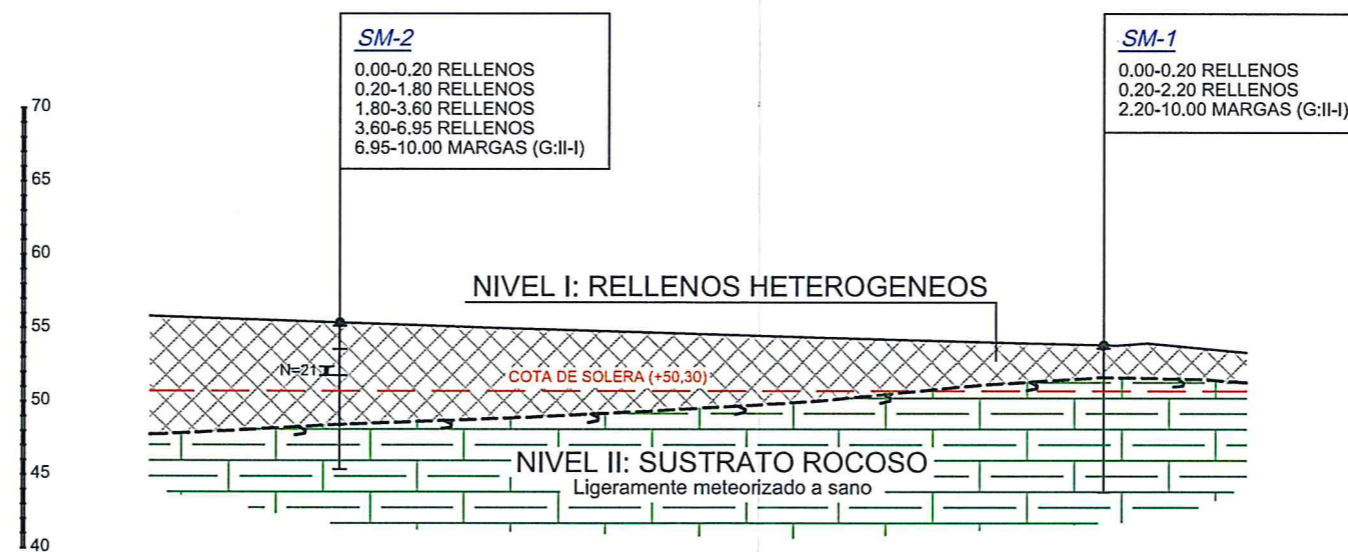 SM-2
0.00-0.20 RELLENOS
0.20-1.80 RELLENOS
1.80-3.60 RELLENOS
3.60-6.95 RELLENOS
6.95-10.00 MARGAS (G:II-I)
SM-1
0.00-0.20 RELLENOS
0.20-2.20 RELLENOS
2.20-10.00 MARGAS (G:II-I)
70
65
60
55
50
45
40
NIVEL I: RELLENOS HETEROGENEOS
N=21
COTA DE SOLERA (+50,30)
NIVEL II: SUSTRATO ROCOSO
Ligeramente meteorizado a sano